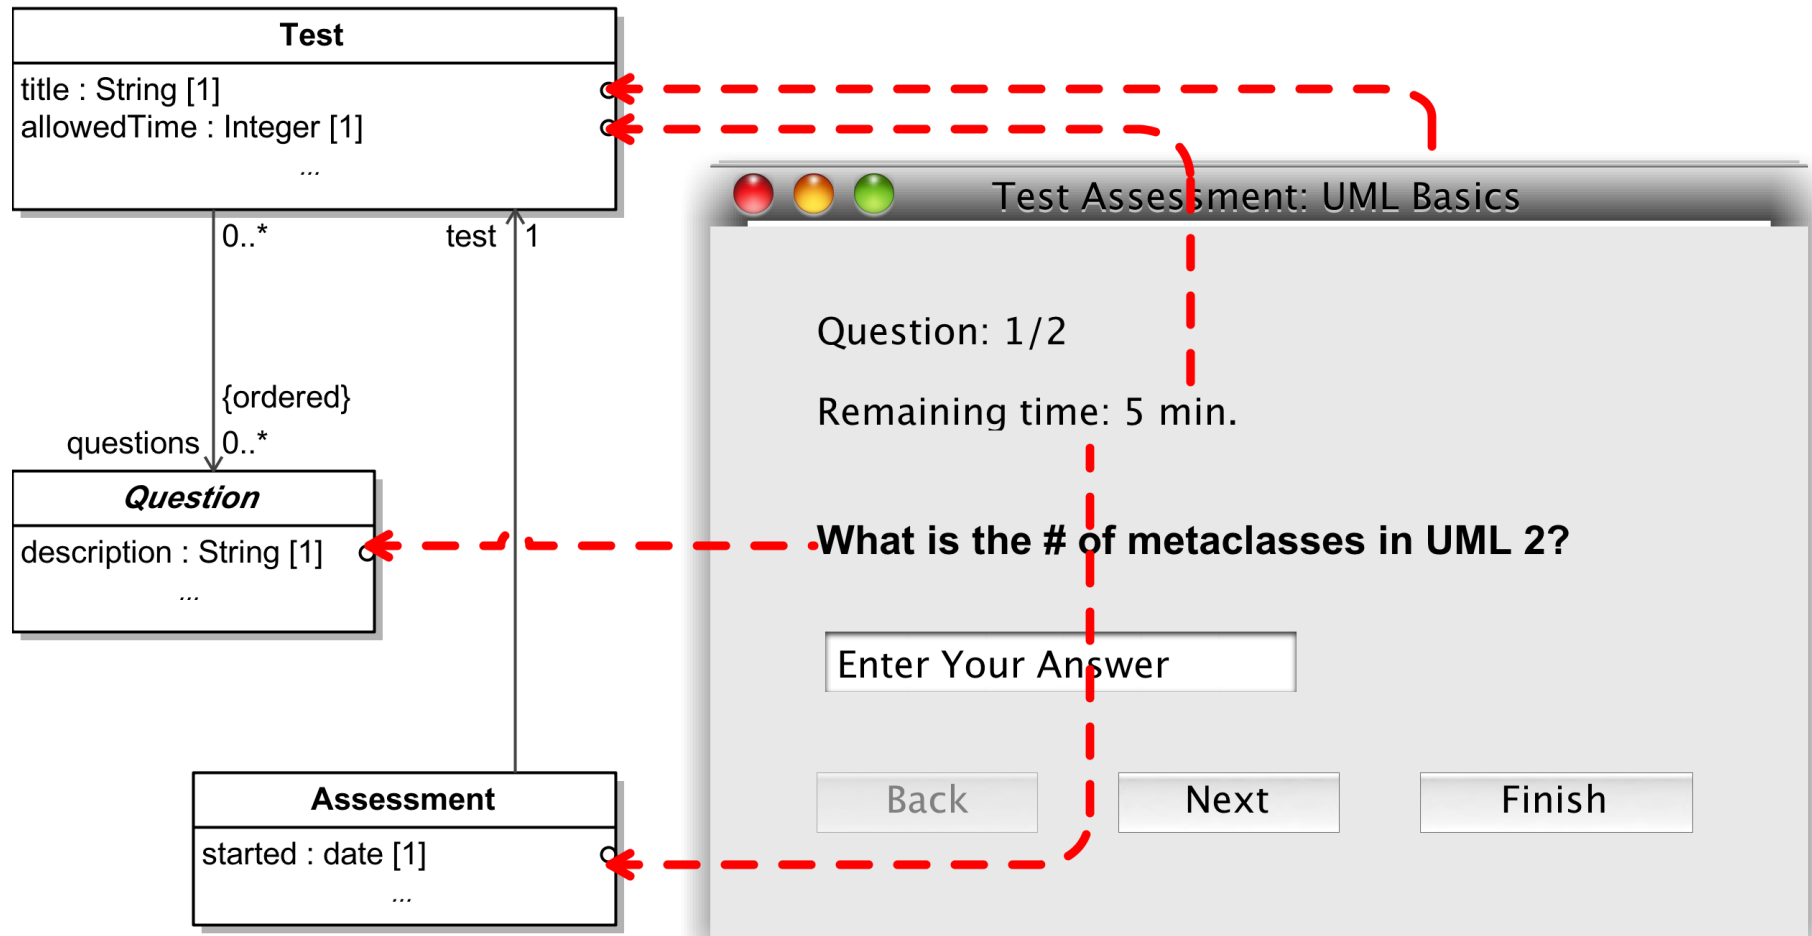 Test
title : String [1]
allowedTime : Integer [1]
...
0..*
test 1
{ordered}
questions 0..*
Question
description : String [1]
...
Assessment
started : date [1]
...
Test Assessment: UML Basics
Question: 1/2
Remaining time: 5 min.
What is the # of metaclasses in UML 2?
Enter Your Answer
Back Next Finish